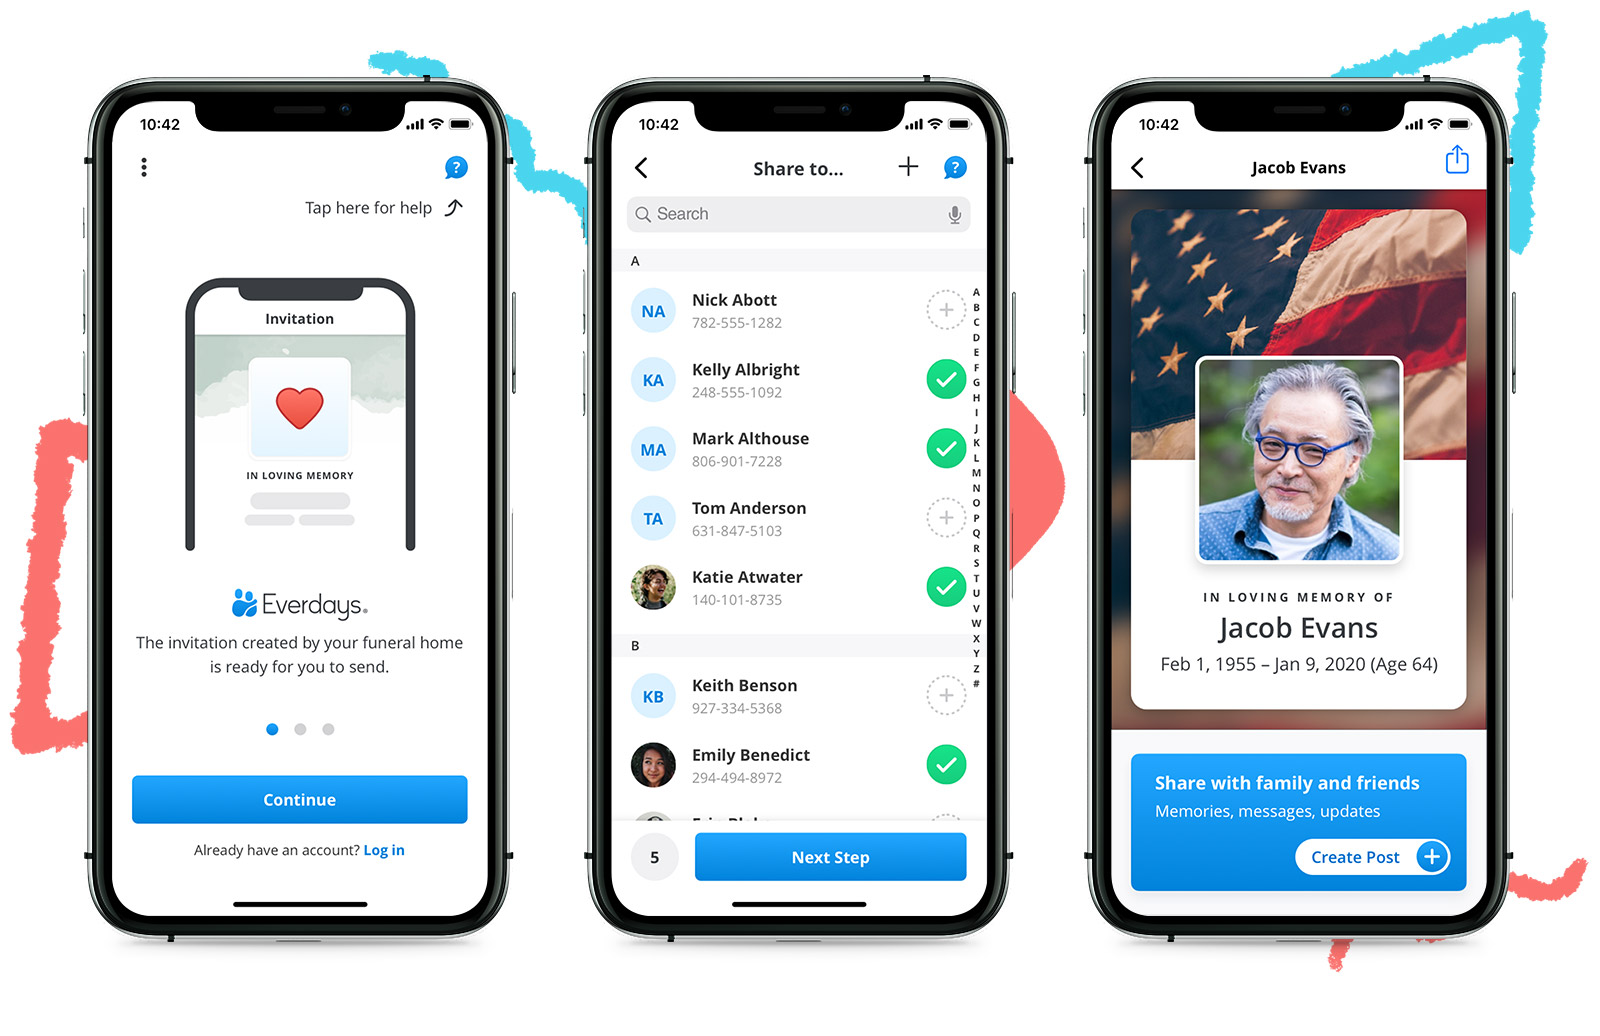 10:42
Tap here for help
Invitation
IN LOVING MEMORY
Everdays.
The invitation created by your funeral home
is ready for you to send.
Continue
Already have an account? Log in
10:42
Share to...
Search
A
NA
Nick Abott
782-555-1282
KA
Kelly Albright
248-555-1092
MA
Mark Althouse
806-901-7228
TA
Tom Anderson
631-847-5103
Katie Atwater
140-101-8735
B
KB
Keith Benson
927-334-5368
Emily Benedict
294-494-8972
A
B
C
D
E
F
G
H
I
J
K
L
M
N
O
P
Q
R
S
T
U
V
W
X
Y
Z
#
5
Next Step
10:42
Jacob Evans
IN LOVING MEMORY OF
Jacob Evans
Feb 1, 1955 – Jan 9, 2020 (Age 64)
Share with family and friends
Memories, messages, updates
Create Post